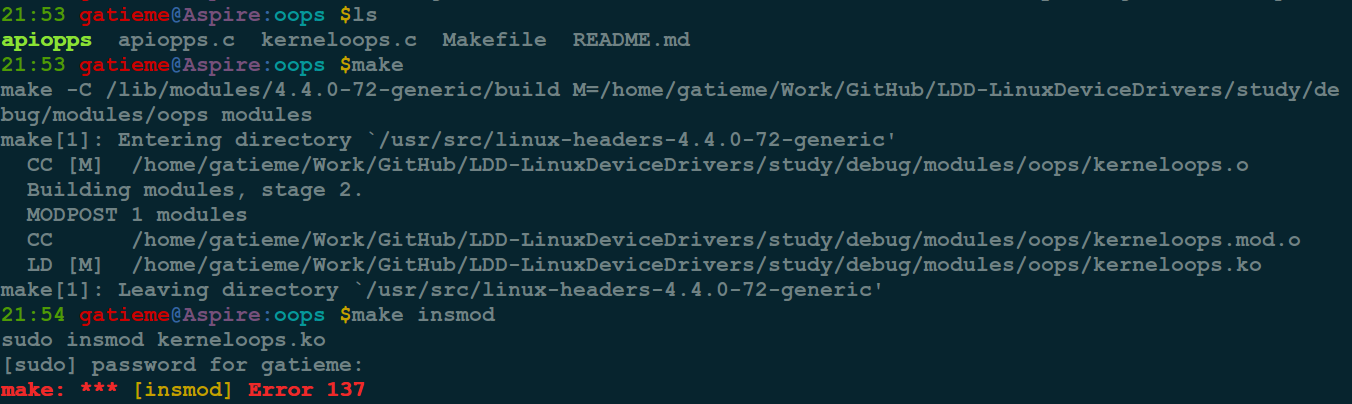 21:53 gatieme@Aspire:oops $ls
apiopps  apiopps.c  kerneloops.c  Makefile  README.md
21:53 gatieme@Aspire:oops $make
make -C /lib/modules/4.4.0-72-generic/build M=/home/gatieme/Work/GitHub/LDD-LinuxDeviceDrivers/study/de
bug/modules/oops modules
make[1]: Entering directory `/usr/src/linux-headers-4.4.0-72-generic'
  CC [M]  /home/gatieme/Work/GitHub/LDD-LinuxDeviceDrivers/study/debug/modules/oops/kerneloops.o
  Building modules, stage 2.
  MODPOST 1 modules
  CC      /home/gatieme/Work/GitHub/LDD-LinuxDeviceDrivers/study/debug/modules/oops/kerneloops.mod.o
  LD [M]  /home/gatieme/Work/GitHub/LDD-LinuxDeviceDrivers/study/debug/modules/oops/kerneloops.ko
make[1]: Leaving directory `/usr/src/linux-headers-4.4.0-72-generic'
21:54 gatieme@Aspire:oops $make insmod
sudo insmod kerneloops.ko
[sudo] password for gatieme:
make: *** [insmod] Error 137